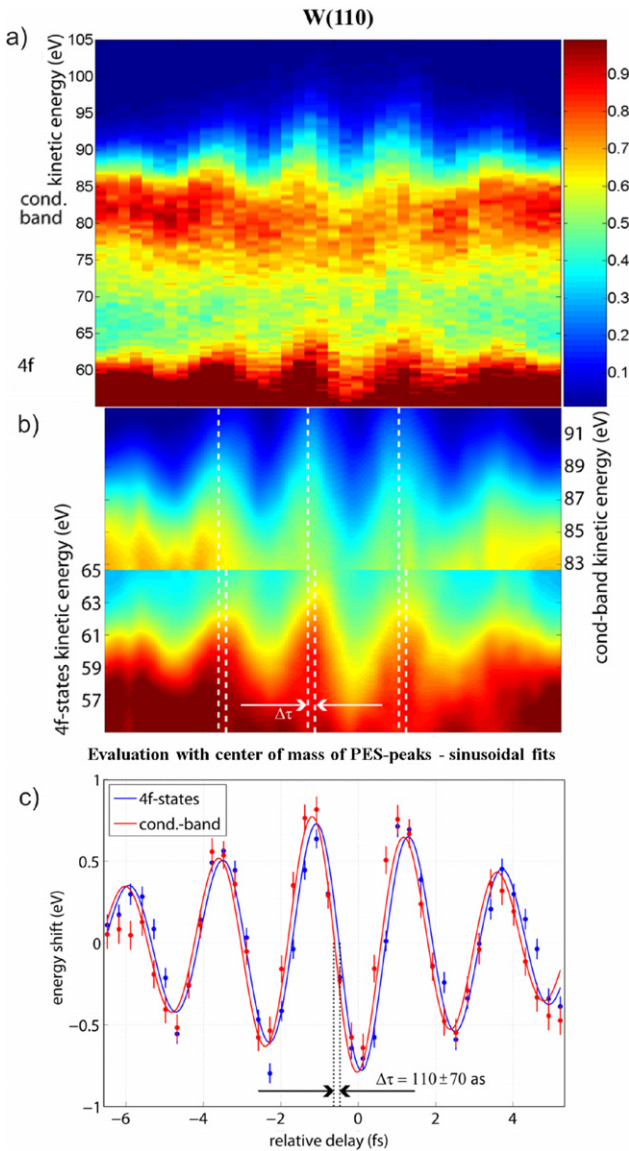 W(110)
a)
kinetic energy (eV)
cond.
band
4f
105
100
95
90
85
80
75
70
65
60
0.9
0.8
0.7
0.6
0.5
0.4
0.3
0.2
0.1
b)
4f-states kinetic energy (eV)
65
63
61
59
57
91
89
87
85
83
cond-band kinetic energy (eV)
Δτ
Evaluation with center of mass of PES-peaks - sinusoidal fits
c)
4f-states
cond.-band
energy shift (eV)
1
0.5
0
−0.5
−1
Δτ = 110 ± 70 as
−6 −4 −2 0 2 4
relative delay (fs)